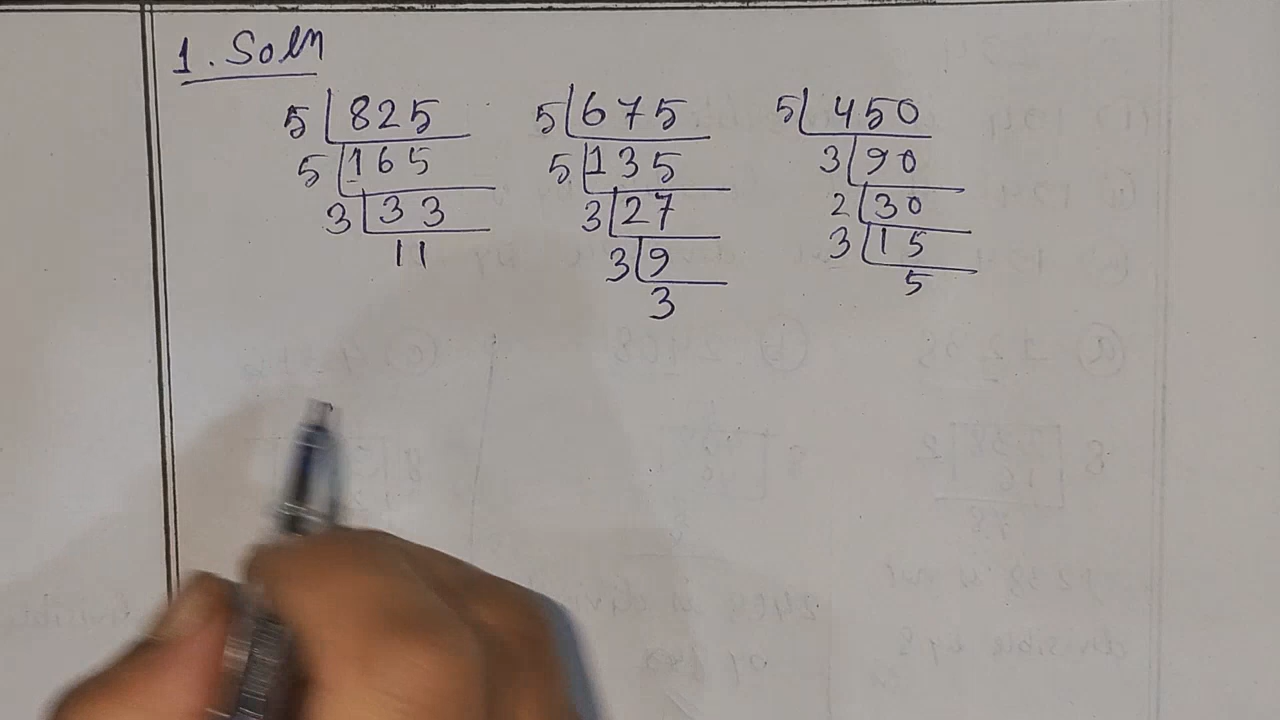 1. Soln
5 825 5 675 5 450
5 165 5 135 3 90
3 33 3 27 2 30
11 3 9 3 15
3 5